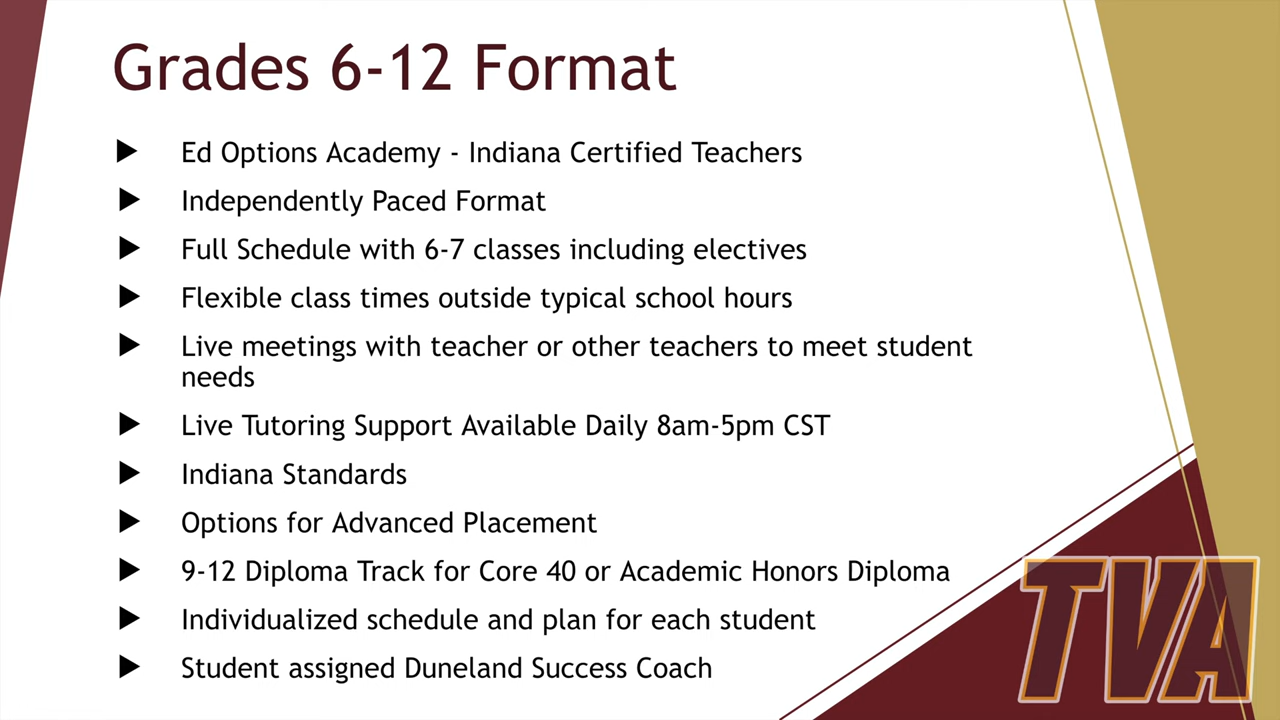 Grades 6-12 Format
Ed Options Academy - Indiana Certified Teachers
Independently Paced Format
Full Schedule with 6-7 classes including electives
Flexible class times outside typical school hours
Live meetings with teacher or other teachers to meet student
needs
Live Tutoring Support Available Daily 8am-5pm CST
Indiana Standards
Options for Advanced Placement
9-12 Diploma Track for Core 40 or Academic Honors Diploma
Individualized schedule and plan for each student
Student assigned Duneland Success Coach
TVA